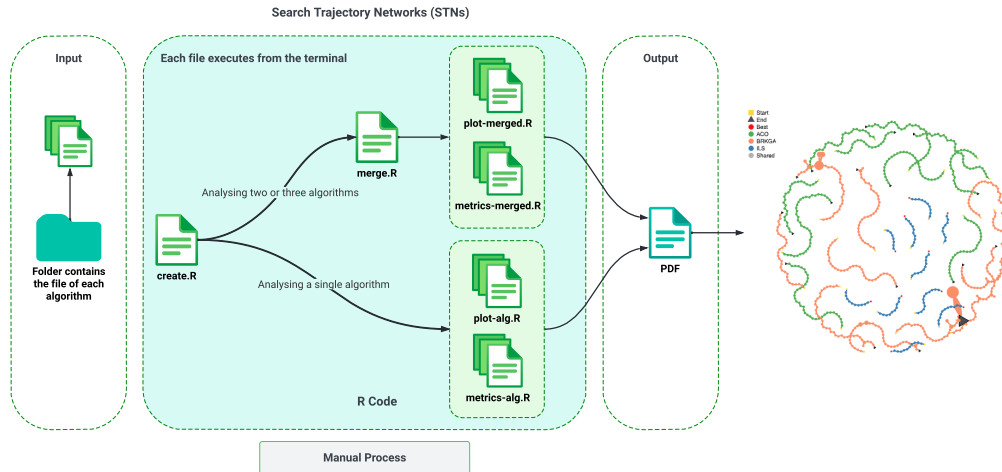 Search Trajectory Networks (STNs)
Input
Folder contains
the file of each
algorithm
Each file executes from the terminal
create.R
Analysing two or three algorithms
merge.R
Analysing a single algorithm
plot-merged.R
metrics-merged.R
plot-alg.R
metrics-alg.R
R Code
Output
PDF
Start
End
Best
ACO
BRKGA
ILS
Shared
Manual Process